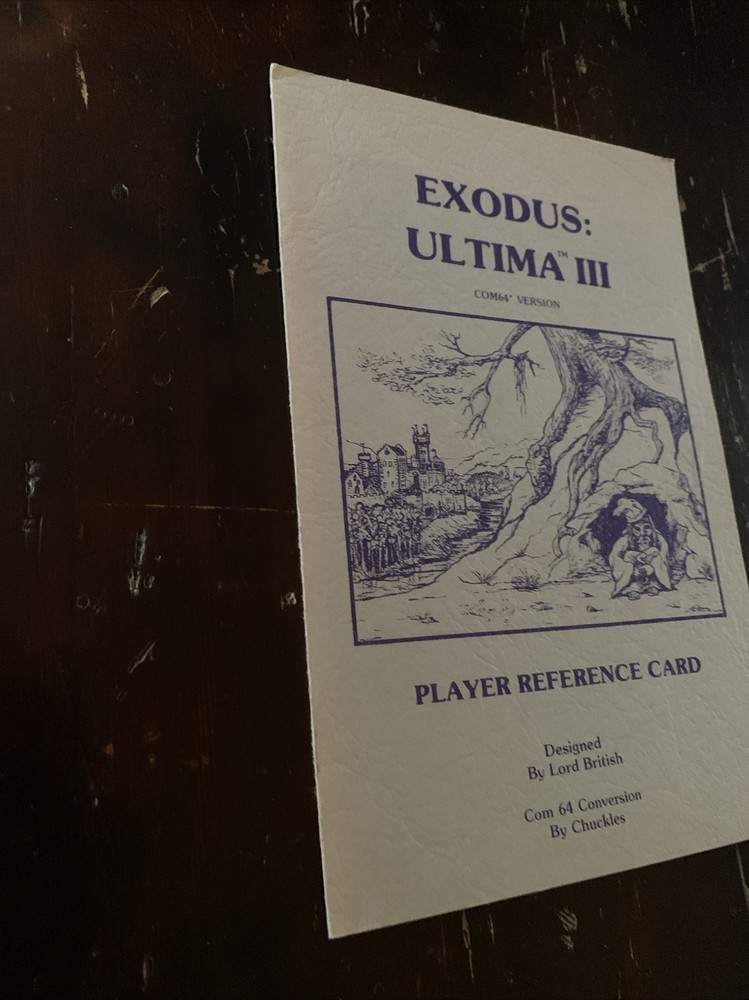 EXODUS:
ULTIMA™ III
COM64* VERSION
PLAYER REFERENCE CARD
Designed
By Lord British
Com 64 Conversion
By Chuckles